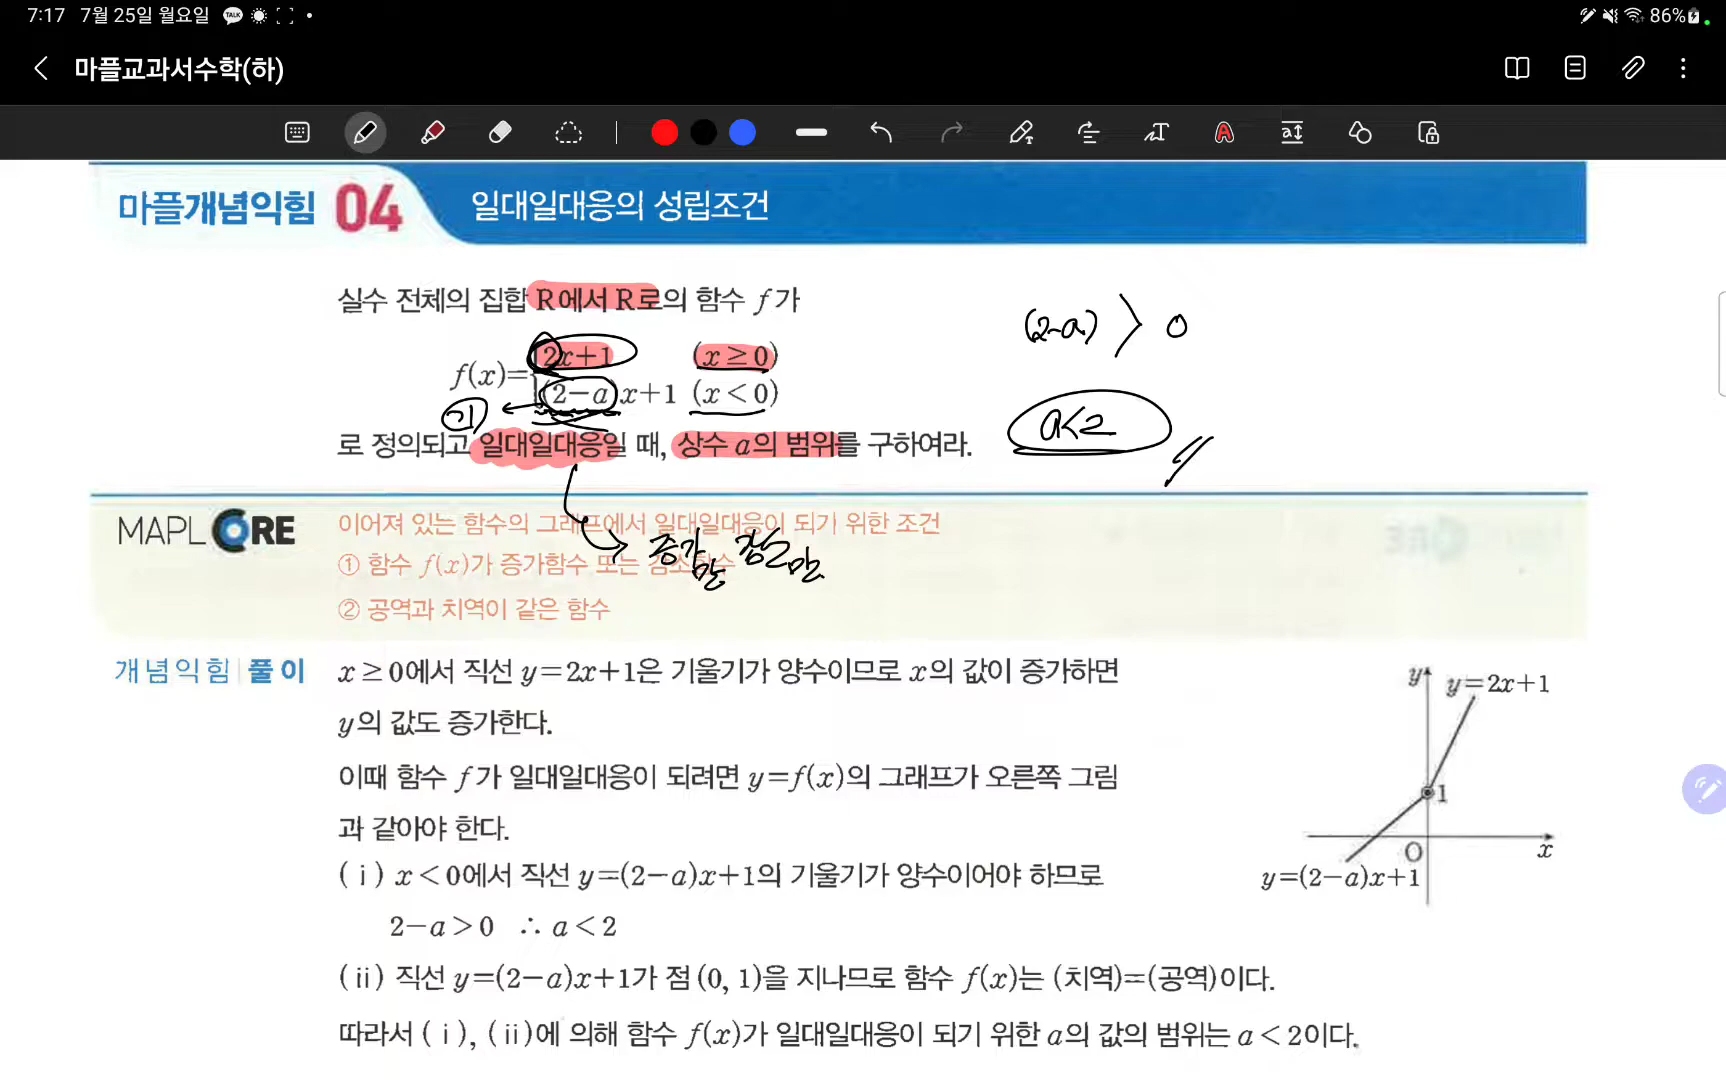 7:17 7월 25일 월요일 TALK 86%
마플교과서수학(하)
마플개념익힘 04 일대일대응의 성립조건
실수 전체의 집합 R에서 R로의 함수 f가
(2-a) > 0
2x+1 (x≥0)
f(x)=
(2-a)x+1 (x<0)
기
a<2
로 정의되고 일대일대응일 때, 상수 a의 범위를 구하여라.
MAPL CORE
이어져 있는 함수의 그래프에서 일대일대응이 되기 위한 조건
증가만 감소만
① 함수 f(x)가 증가함수 또는 감소함수
② 공역과 치역이 같은 함수
개념익힘 | 풀이
x≥0에서 직선 y=2x+1은 기울기가 양수이므로 x의 값이 증가하면
y의 값도 증가한다.
이때 함수 f가 일대일대응이 되려면 y=f(x)의 그래프가 오른쪽 그림
과 같아야 한다.
(ⅰ) x<0에서 직선 y=(2-a)x+1의 기울기가 양수이어야 하므로
2-a>0 ∴ a<2
(ⅱ) 직선 y=(2-a)x+1가 점 (0, 1)을 지나므로 함수 f(x)는 (치역)=(공역)이다.
따라서 (ⅰ), (ⅱ)에 의해 함수 f(x)가 일대일대응이 되기 위한 a의 값의 범위는 a<2이다.
y
y=2x+1
1
O
x
y=(2-a)x+1